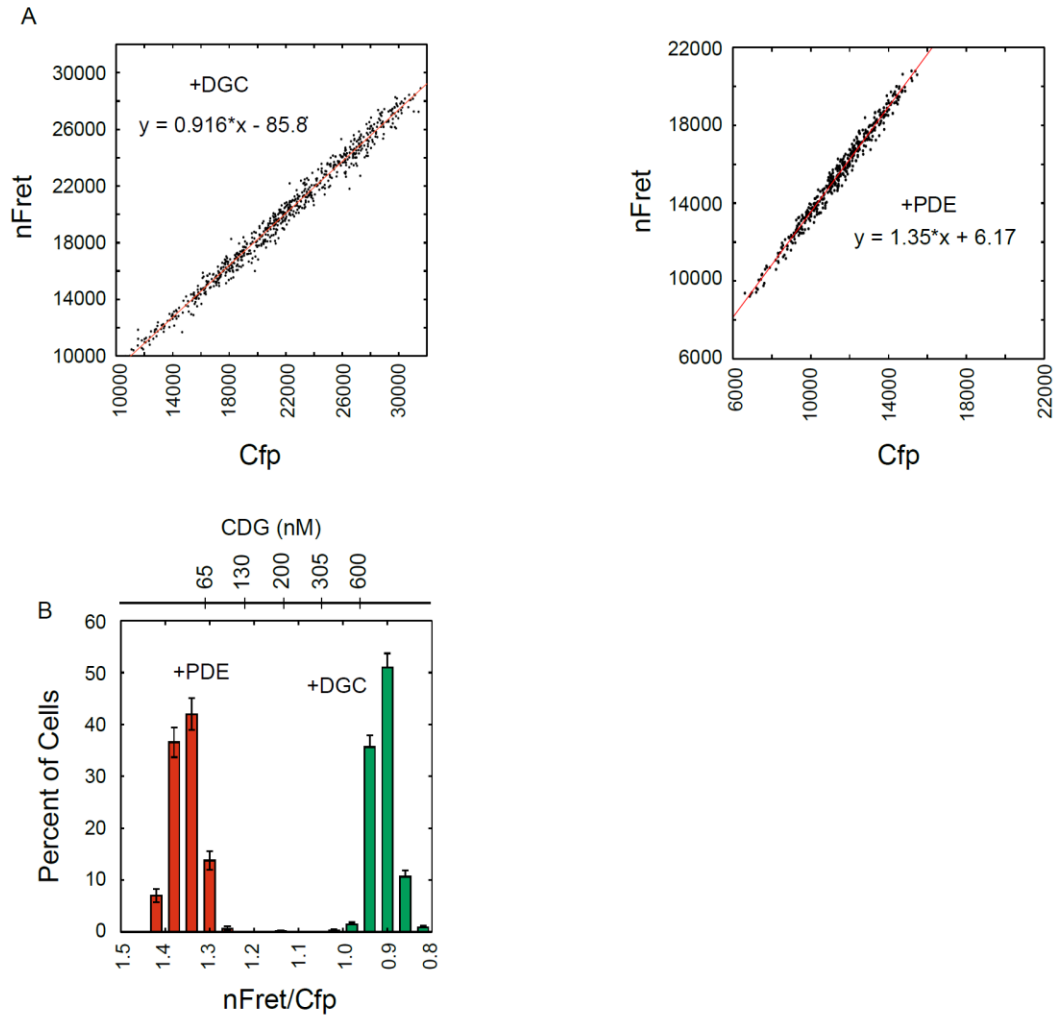 A
+DGC
y = 0.916*x - 85.8
nFret
30000
26000
22000
18000
14000
10000
10000
14000
18000
22000
26000
30000
Cfp
+PDE
y = 1.35*x + 6.17
nFret
22000
18000
14000
10000
6000
6000
10000
14000
18000
22000
Cfp
B
CDG (nM)
65
130
200
305
600
+PDE
+DGC
Percent of Cells
60
50
40
30
20
10
0
1.5
1.4
1.3
1.2
1.1
1.0
0.9
0.8
nFret/Cfp